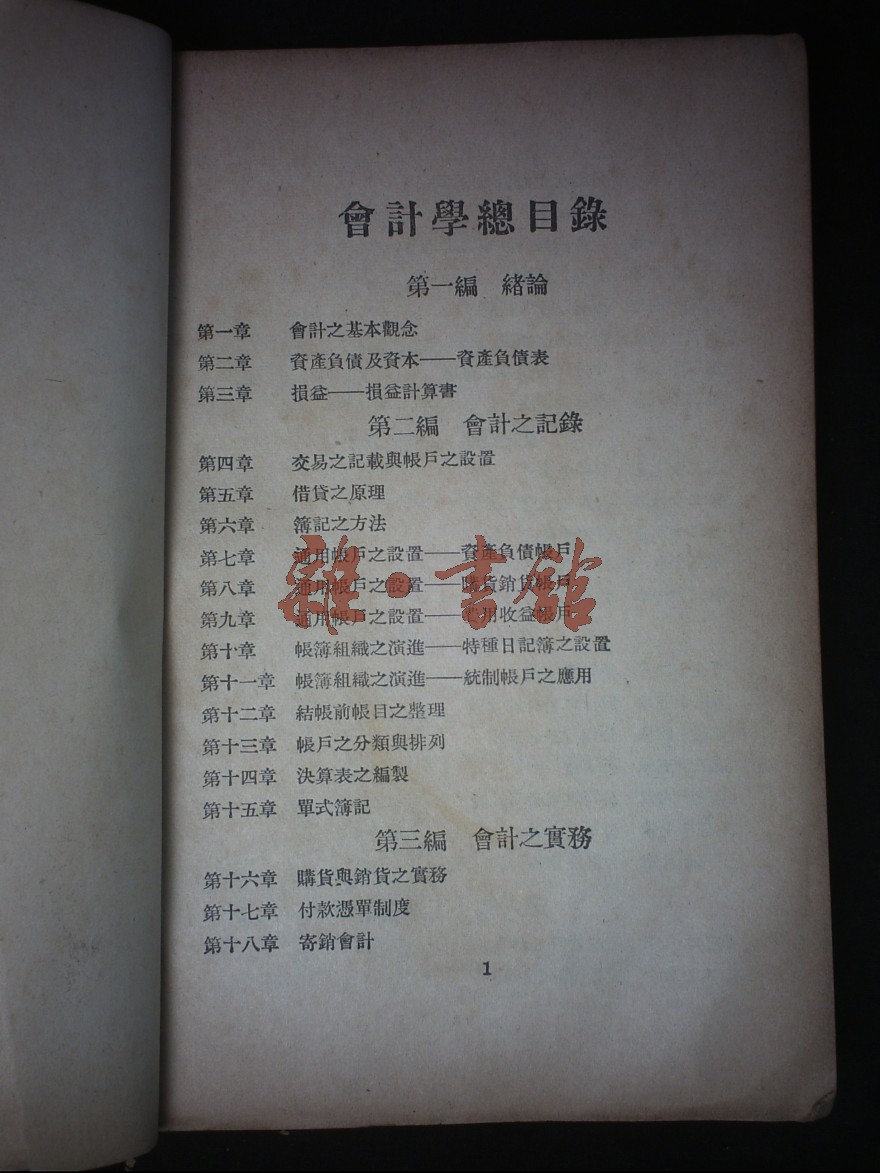 會計學總目錄
第一編 緒論
第一章 會計之基本觀念
第二章 資產負債及資本——資產負債表
第三章 損益——損益計算書
第二編 會計之記錄
第四章 交易之記載與帳戶之設置
第五章 借貸之原理
第六章 簿記之方法
第七章 通用帳戶之設置——資產負債帳戶
第八章 通用帳戶之設置——購貨銷貨帳戶
第九章 通用帳戶之設置——用收益帳戶
第十章 帳簿組織之演進——特種日記簿之設置
第十一章 帳簿組織之演進——統制帳戶之應用
第十二章 結帳前帳目之整理
第十三章 帳戶之分類與排列
第十四章 決算表之編製
第十五章 單式簿記
第三編 會計之實務
第十六章 購貨與銷貨之實務
第十七章 付款憑單制度
第十八章 寄銷會計
1
雜·書館